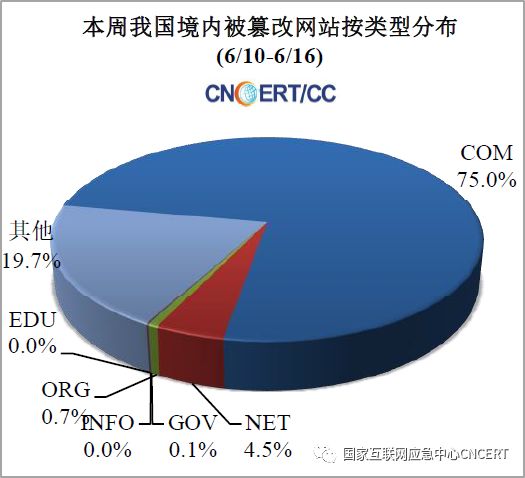 本周我国境内被篡改网站按类型分布
(6/10-6/16)
CNCERT/CC
COM
75.0%
其他
19.7%
EDU
0.0%
ORG
0.7%
INFO
0.0%
GOV
0.1%
NET
4.5%
国家互联网应急中心CNCERT